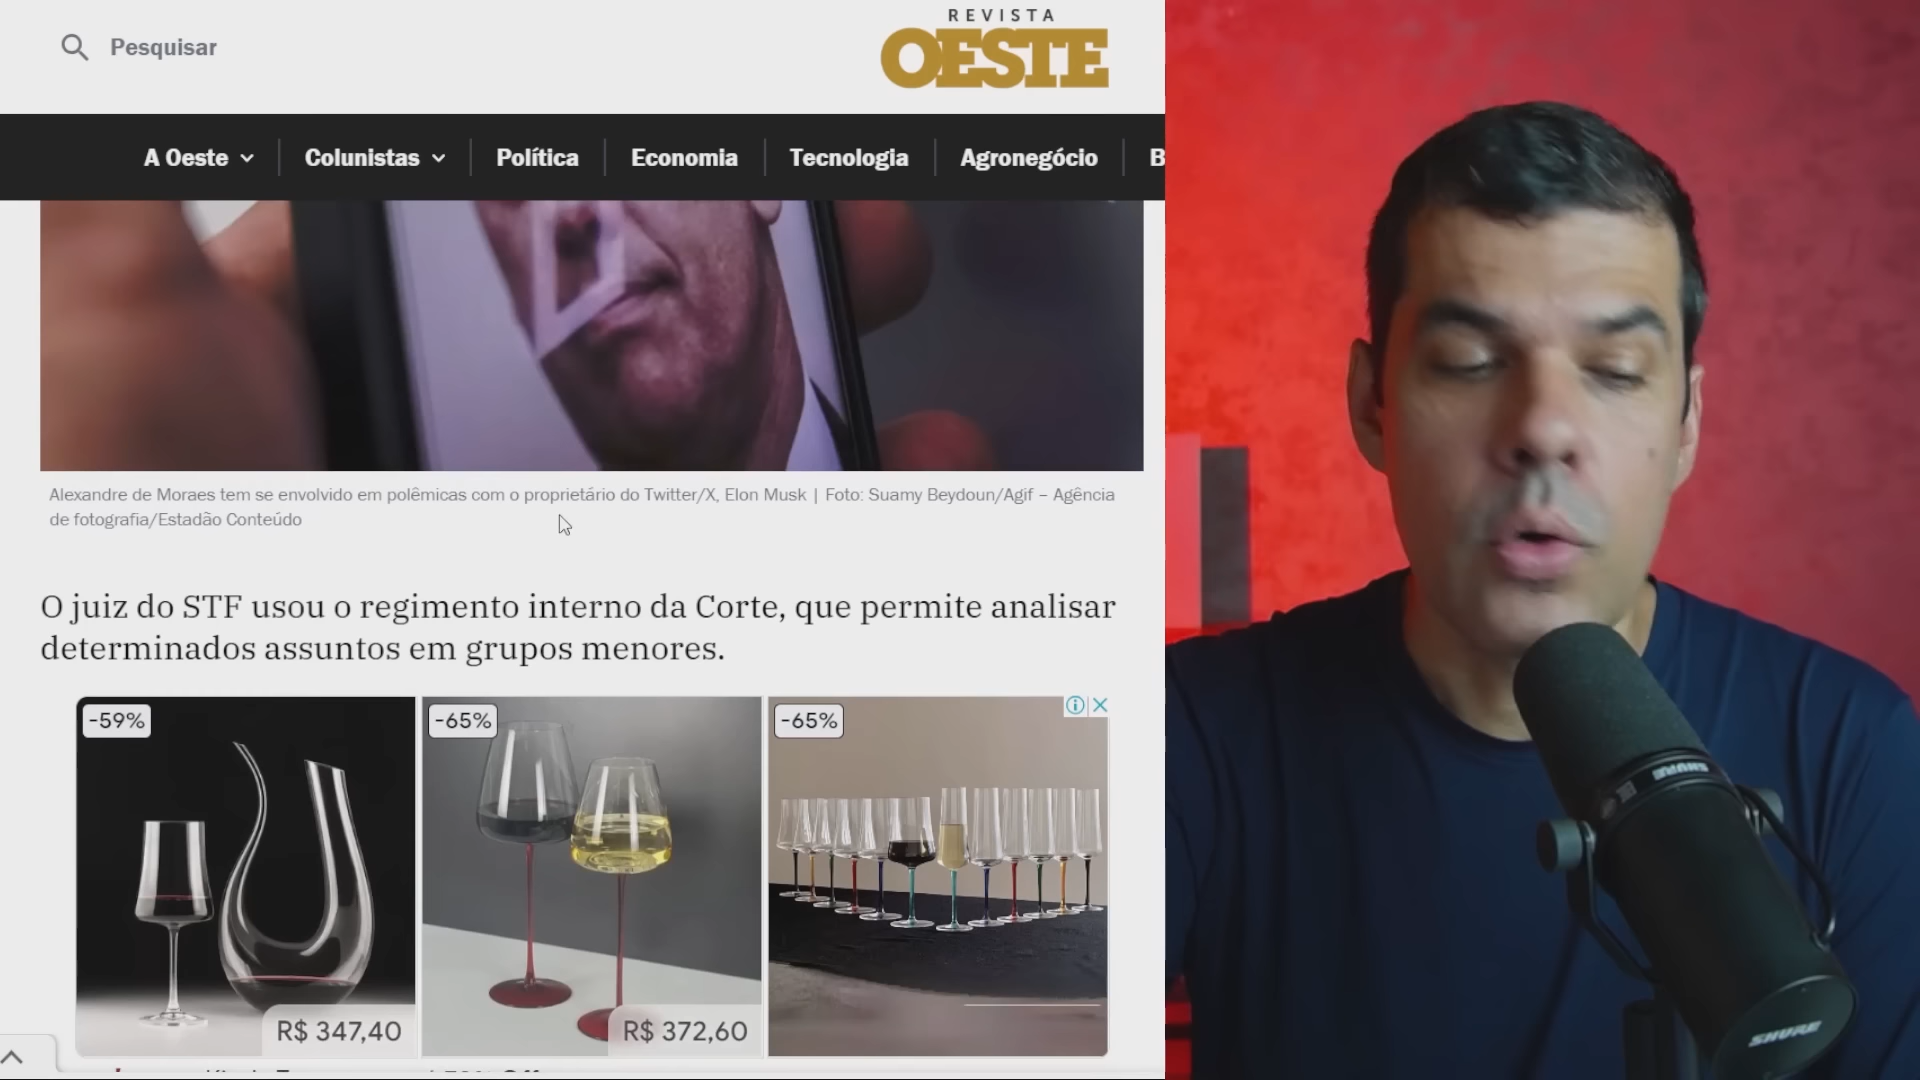 Pesquisar
REVISTA
OESTE
A Oeste
Colunistas
Política
Economia
Tecnologia
Agronegócio
B
Alexandre de Moraes tem se envolvido em polêmicas com o proprietário do Twitter/X, Elon Musk | Foto: Suamy Beydoun/Agif – Agência
de fotografia/Estadão Conteúdo
O juiz do STF usou o regimento interno da Corte, que permite analisar
determinados assuntos em grupos menores.
-59%
-65%
-65%
R$ 347,40
R$ 372,60
SHURE
SHURE